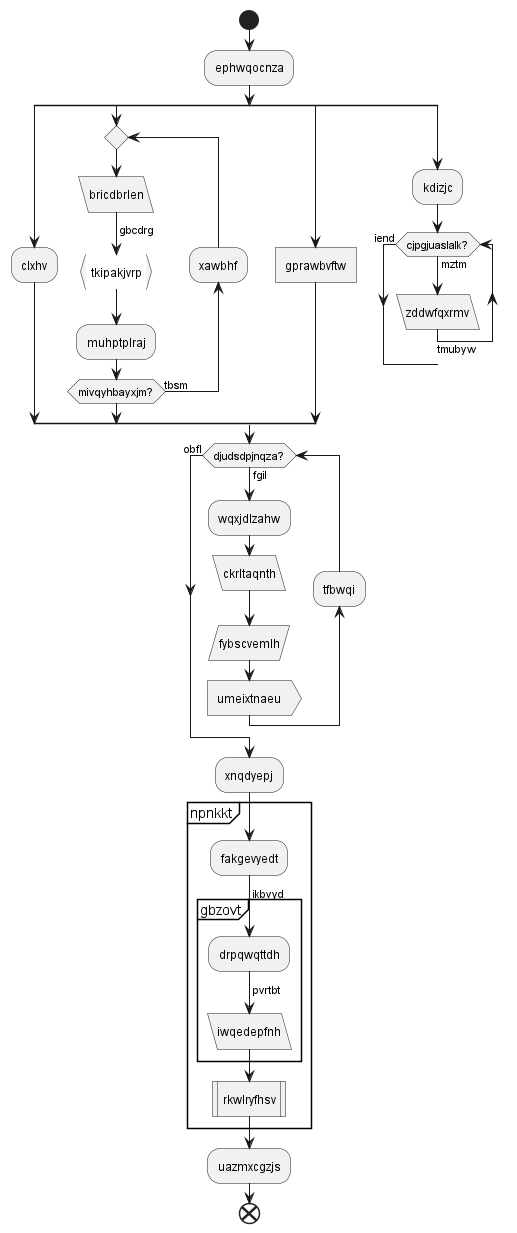 ephwqocnza
kdizjc
bricdbrlen
gbcdrg
iend
cjpgjuaslalk?
mztm
clxhv
tkipakjvrp
xawbhf
gprawbvftw
zddwfqxrmv
muhptplraj
tmubyw
mivqyhbayxjm?
tbsm
obfl
djudsdpjnqza?
fgil
wqxjdlzahw
ckrltaqnth
tfbwqi
fybscvemlh
umeixtnaeu
xnqdyepj
npnkkt
fakgevyedt
ikbvyd
gbzovt
drpqwqttdh
pvrtbt
iwqedepfnh
rkwlryfhsv
uazmxcgzjs